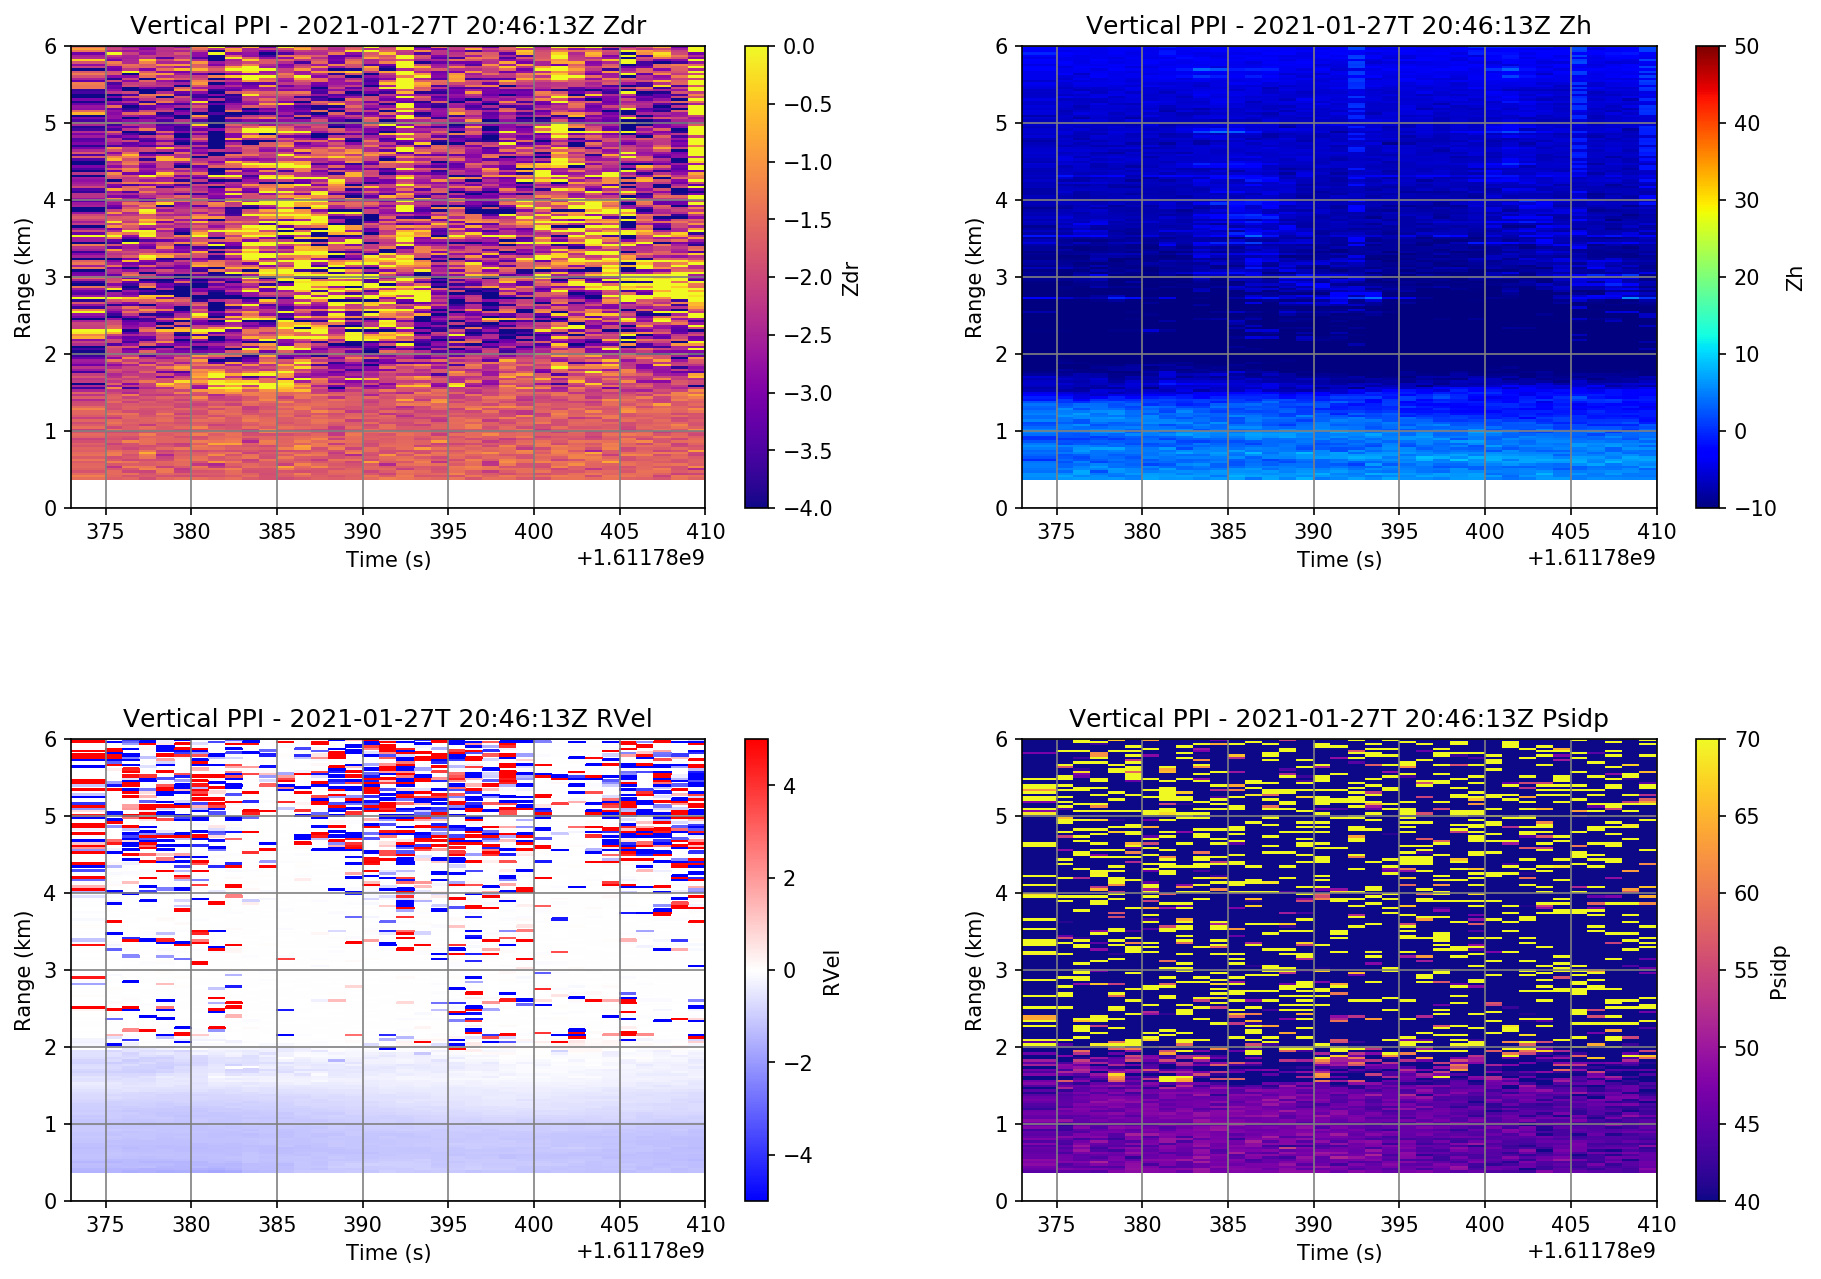 Vertical PPI - 2021-01-27T 20:46:13Z Zdr
6
5
4
3
2
1
0
Range (km)
375 380 385 390 395 400 405 410
Time (s)
+1.61178e9
0.0
−0.5
−1.0
−1.5
−2.0
−2.5
−3.0
−3.5
−4.0
Zdr
Vertical PPI - 2021-01-27T 20:46:13Z Zh
6
5
4
3
2
1
0
Range (km)
375 380 385 390 395 400 405 410
Time (s)
+1.61178e9
50
40
30
20
10
0
−10
Zh
Vertical PPI - 2021-01-27T 20:46:13Z RVel
6
5
4
3
2
1
0
Range (km)
375 380 385 390 395 400 405 410
Time (s)
+1.61178e9
4
2
0
−2
−4
RVel
Vertical PPI - 2021-01-27T 20:46:13Z Psidp
6
5
4
3
2
1
0
Range (km)
375 380 385 390 395 400 405 410
Time (s)
+1.61178e9
70
65
60
55
50
45
40
Psidp